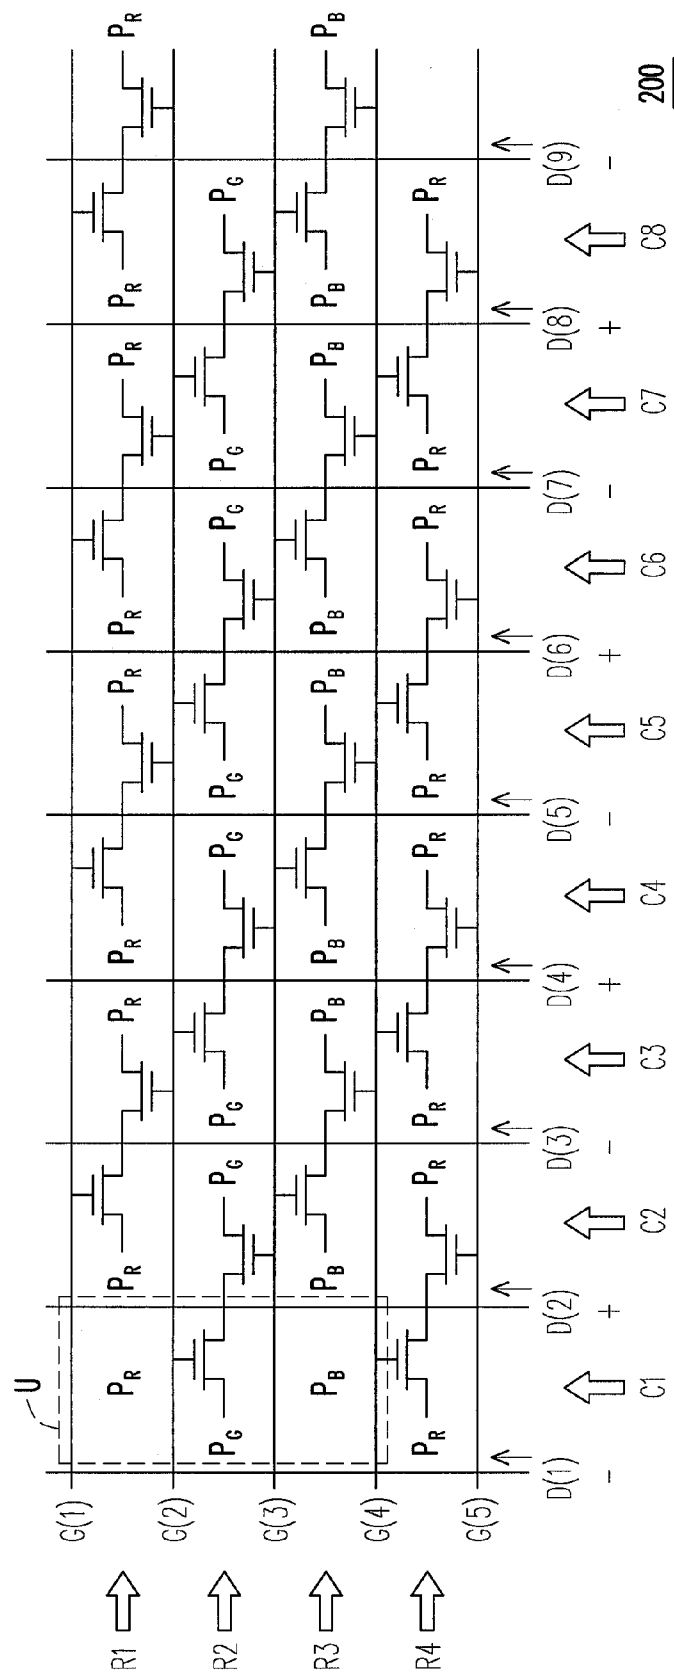 U
G(1)
R1 P_R P_R P_R P_R P_R P_R P_R P_R P_R
G(2)
R2 P_G P_G P_G P_G P_G P_G P_G P_G
G(3)
R3 P_B P_B P_B P_B P_B P_B P_B P_B P_B
G(4)
R4 P_R P_R P_R P_R P_R P_R P_R P_R
G(5)
D(1) D(2) D(3) D(4) D(5) D(6) D(7) D(8) D(9)
− + − + − + − + −
C1 C2 C3 C4 C5 C6 C7 C8
200